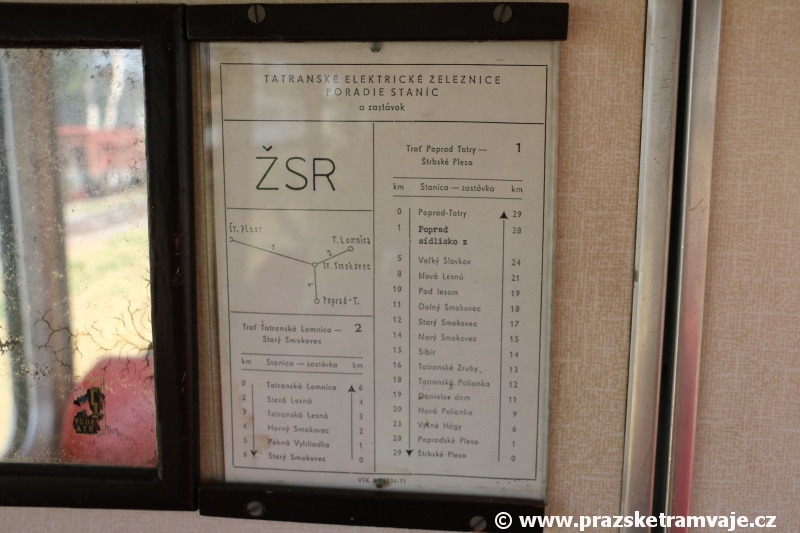 TATRANSKÉ ELEKTRICKÉ ŽELEZNICE
PORADIE STANÍC
a zastávok
ŽSR
Št. Pleso
T. Lomnica
1
2
St. Smokovec
1
Poprad-T.
Trať Tatranská Lomnica — 2
Starý Smokovec
km Stanica — zastávka km
0 Tatranská Lomnica 6
2 Stará Lesná 4
3 Tatranská Lesná 3
4 Horný Smokovec 2
5 Pekná Vyhliadka 1
6 Starý Smokovec 0
Trať Poprad Tatry — 1
Štrbské Pleso
km Stanica — zastávka km
0 Poprad-Tatry 29
1 Poprad 28
sídlisko z
5 Veľký Slavkov 24
8 Nová Lesná 21
10 Pod lesom 19
11 Dolný Smokovec 18
12 Starý Smokovec 17
14 Nový Smokovec 15
15 Sibír 14
16 Tatranské Zruby 13
18 Tatranská Polianka 12
19 Danielov dom 11
20 Nová Polianka 9
23 Vyšné Hágy 6
28 Popradské Pleso 1
29 Štrbské Pleso 0
© www.prazsketramvaje.cz